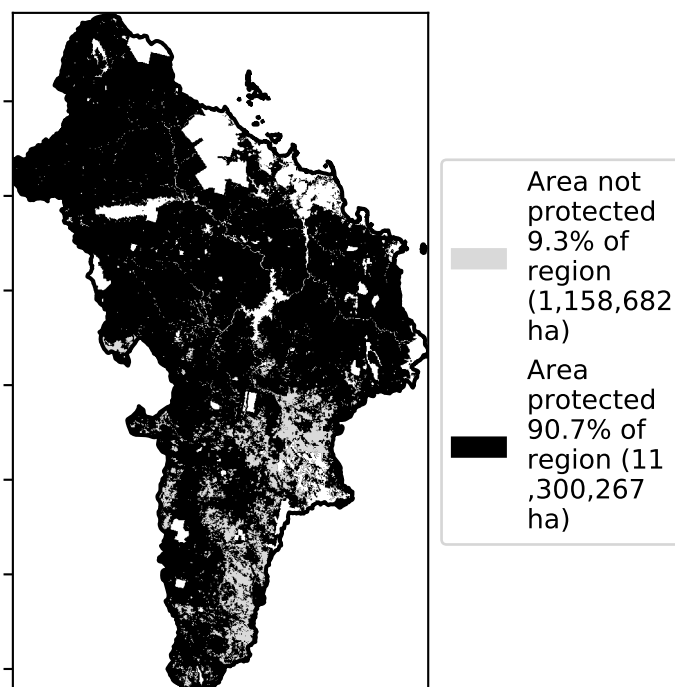 Area not
protected
9.3% of
region
(1,158,682
ha)
Area
protected
90.7% of
region (11
,300,267
ha)